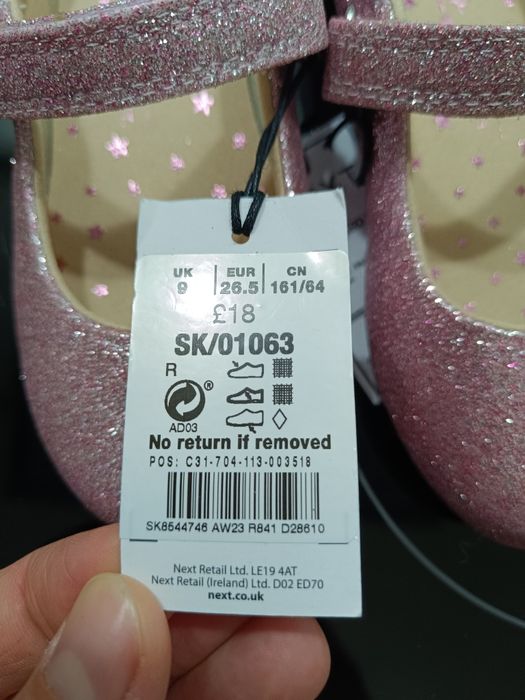 UK EUR CN
9 26.5 161/64
£18
SK/01063
R
®
AD03
No return if removed
POS: C31-704-113-003518
SK8544746 AW23 R841 D28610
Next Retail Ltd. LE19 4AT
Next Retail (Ireland) Ltd. D02 ED70
next.co.uk